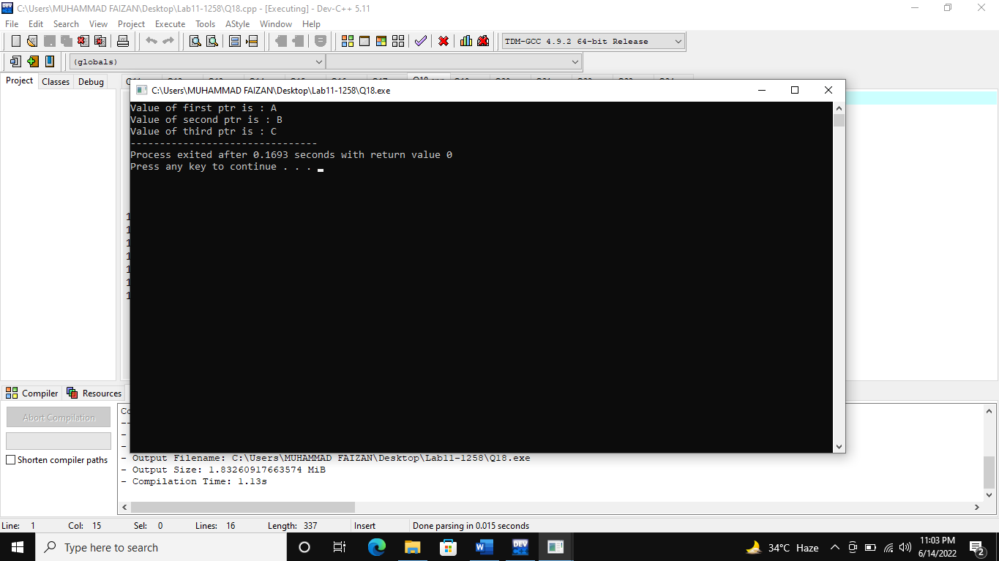 C:\Users\MUHAMMAD FAIZAN\Desktop\Lab11-1258\Q18.cpp - [Executing] - Dev-C++ 5.11
File Edit Search View Project Execute Tools AStyle Window Help
TDM-GCC 4.9.2 64-bit Release
(globals)
Project Classes Debug
C:\Users\MUHAMMAD FAIZAN\Desktop\Lab11-1258\Q18.exe
Value of first ptr is : A
Value of second ptr is : B
Value of third ptr is : C
--------------------------------
Process exited after 0.1693 seconds with return value 0
Press any key to continue . . .
Compiler Resources
Abort Compilation
Shorten compiler paths
- Output Filename: C:\Users\MUHAMMAD FAIZAN\Desktop\Lab11-1258\Q18.exe
- Output Size: 1.83260917663574 MiB
- Compilation Time: 1.13s
Line: 1 Col: 15 Sel: 0 Lines: 16 Length: 337 Insert Done parsing in 0.015 seconds
Type here to search
DEV C++
34°C Haze
11:03 PM
6/14/2022
2